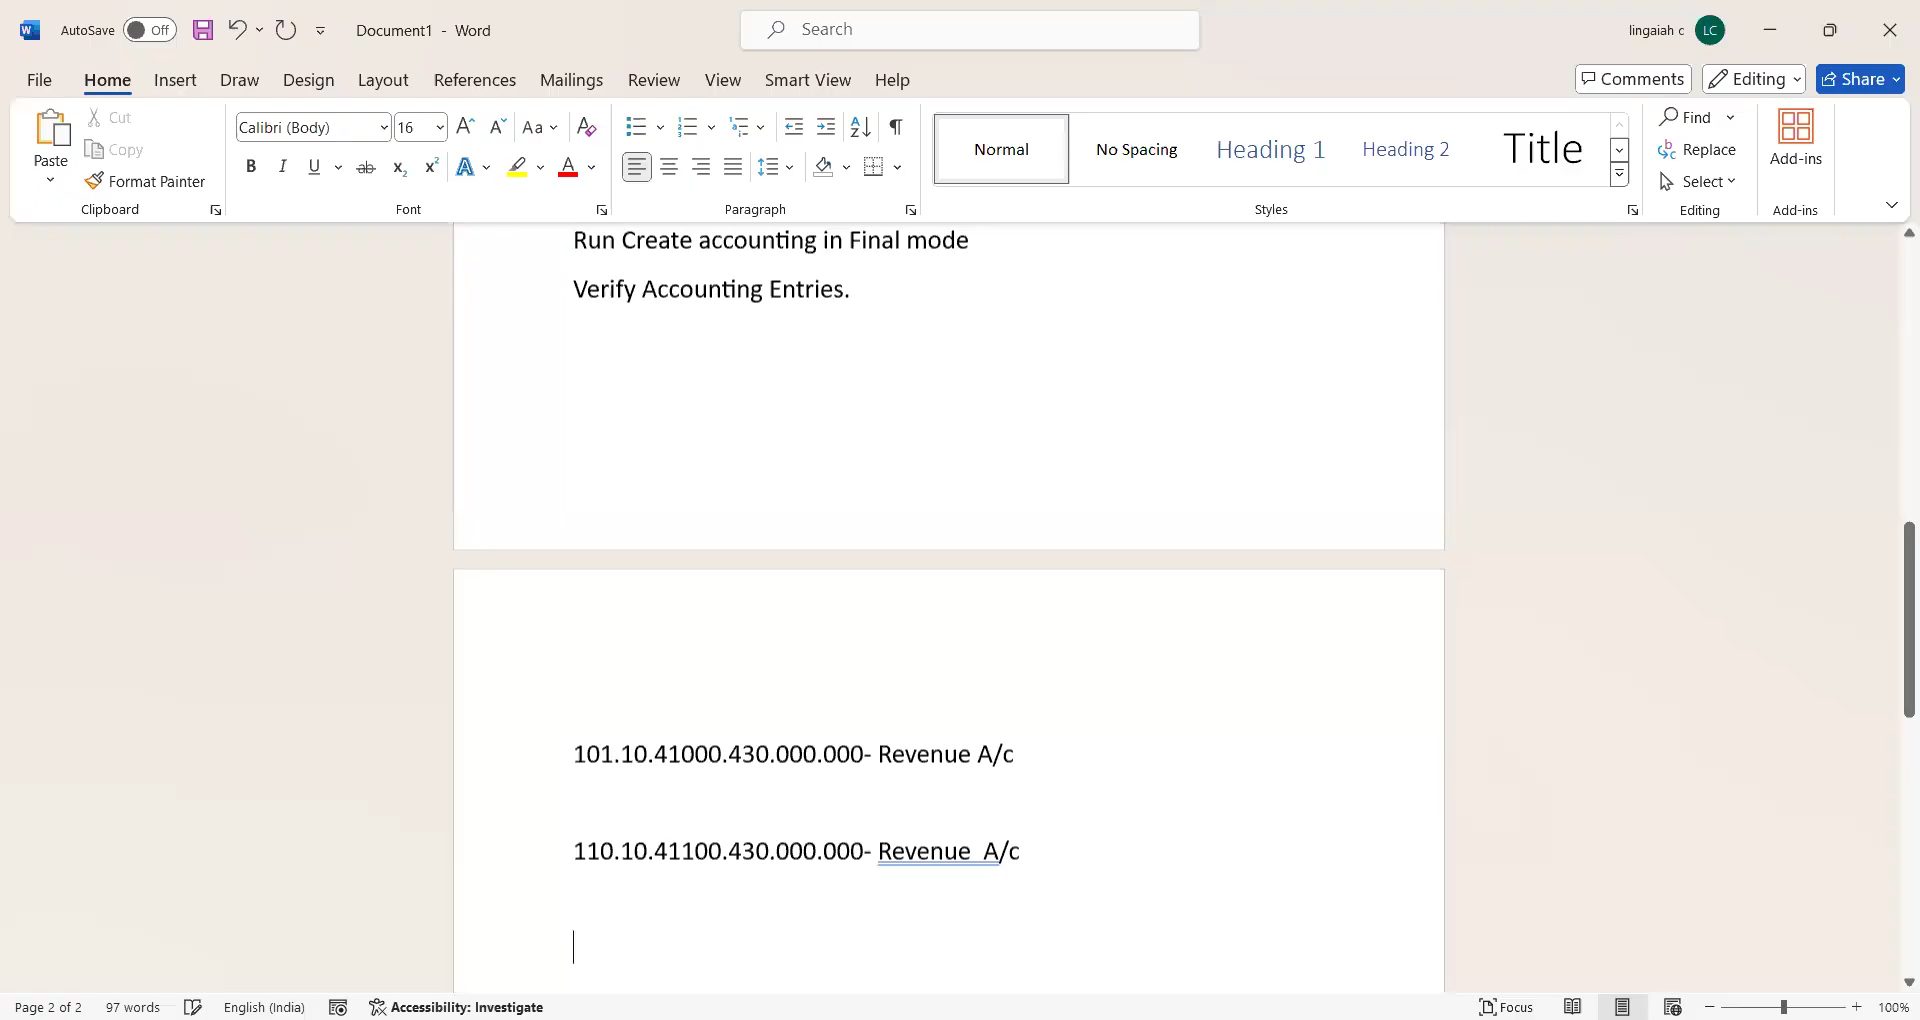 AutoSave Off Document1 - Word Search lingaiah c LC
File Home Insert Draw Design Layout References Mailings Review View Smart View Help Comments Editing Share
Paste Cut Copy Format Painter
Clipboard
Calibri (Body) 16 Aa
Font
Paragraph
Normal No Spacing Heading 1 Heading 2 Title
Styles
Find Replace Select
Editing
Add-ins
Add-ins
Run Create accounting in Final mode
Verify Accounting Entries.
101.10.41000.430.000.000- Revenue A/c
110.10.41100.430.000.000- Revenue  A/c
Page 2 of 2 97 words English (India) Accessibility: Investigate Focus 100%